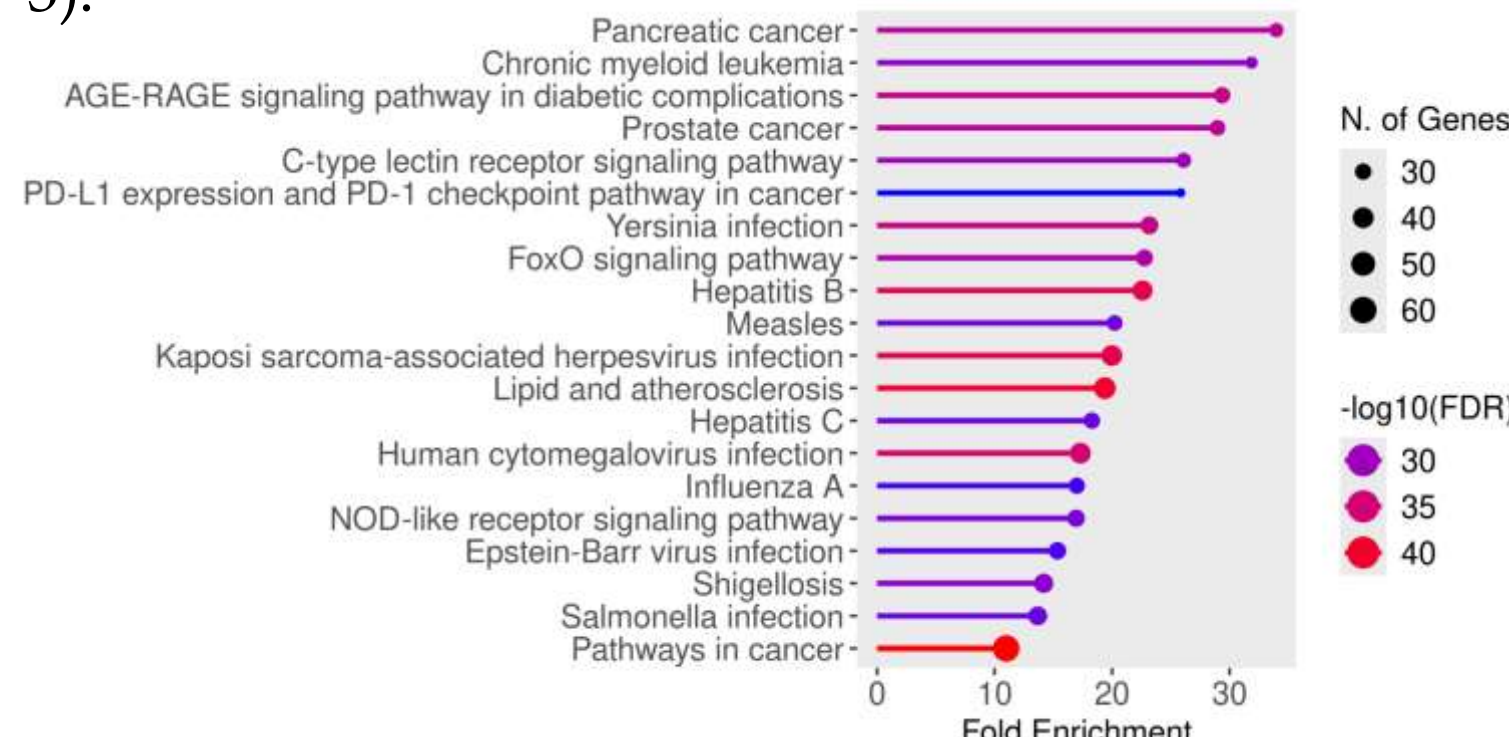 3).
Pancreatic cancer
Chronic myeloid leukemia
AGE-RAGE signaling pathway in diabetic complications
Prostate cancer
C-type lectin receptor signaling pathway
PD-L1 expression and PD-1 checkpoint pathway in cancer
Yersinia infection
FoxO signaling pathway
Hepatitis B
Measles
Kaposi sarcoma-associated herpesvirus infection
Lipid and atherosclerosis
Hepatitis C
Human cytomegalovirus infection
Influenza A
NOD-like receptor signaling pathway
Epstein-Barr virus infection
Shigellosis
Salmonella infection
Pathways in cancer
0 10 20 30
Fold Enrichment
N. of Genes
30
40
50
60
-log10(FDR)
30
35
40